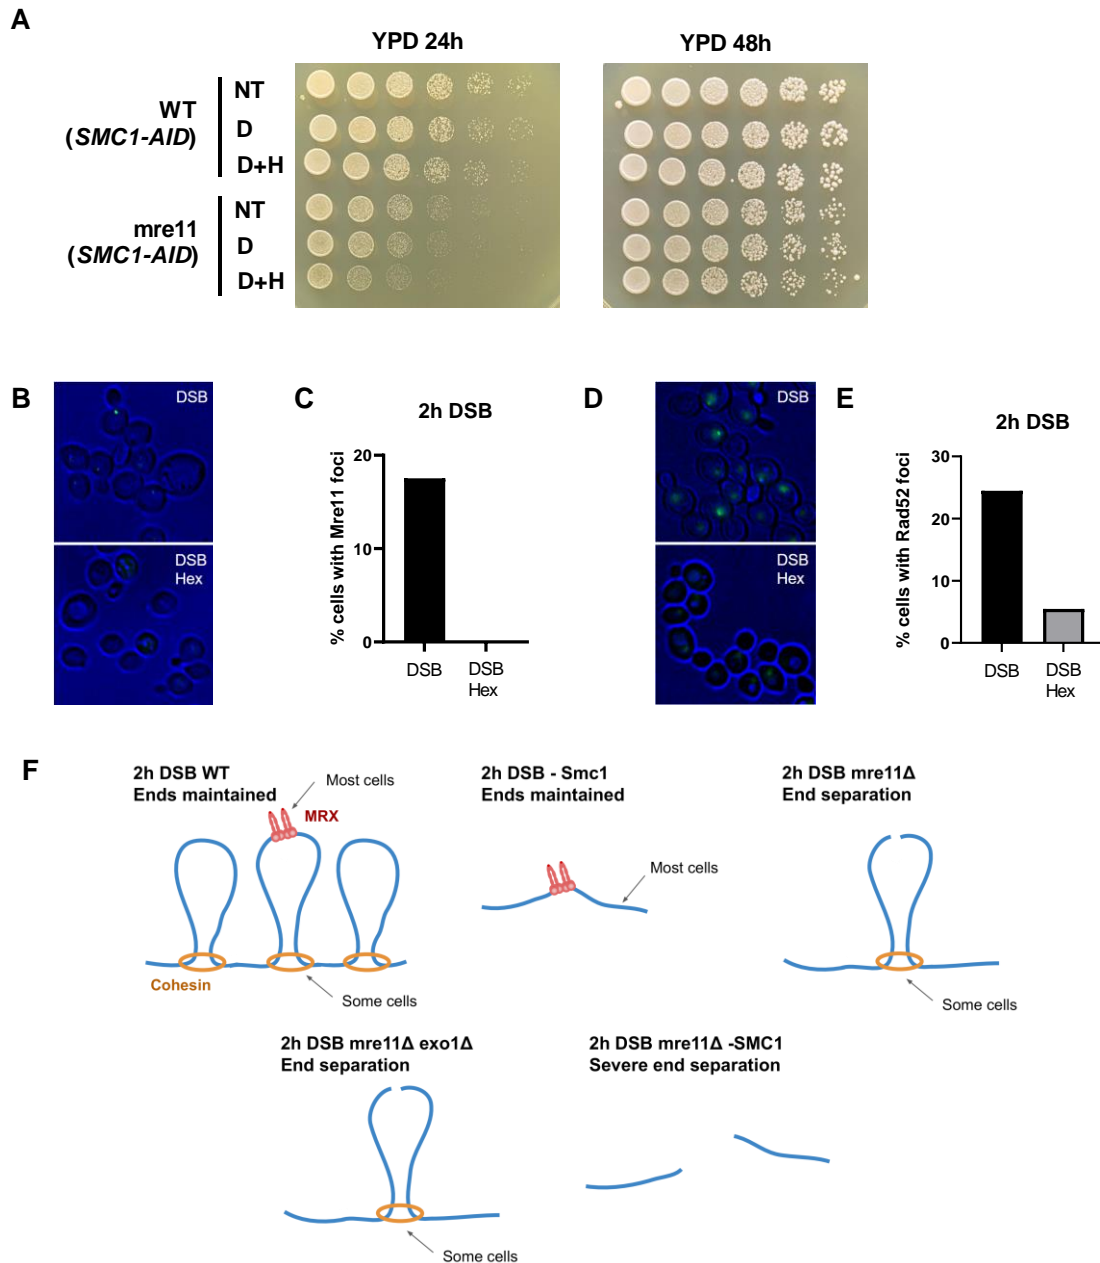 A
YPD 24h
YPD 48h
WT
(SMC1-AID)
NT
D
D+H
mre11
(SMC1-AID)
NT
D
D+H
B
DSB
DSB
Hex
C
2h DSB
% cells with Mre11 foci
20
10
0
DSB
DSB
Hex
D
DSB
DSB
Hex
E
2h DSB
% cells with Rad52 foci
30
20
10
0
DSB
DSB
Hex
F
2h DSB WT
Ends maintained
Most cells
MRX
Cohesin
Some cells
2h DSB - Smc1
Ends maintained
Most cells
2h DSB mre11Δ
End separation
Some cells
2h DSB mre11Δ exo1Δ
End separation
Some cells
2h DSB mre11Δ -SMC1
Severe end separation